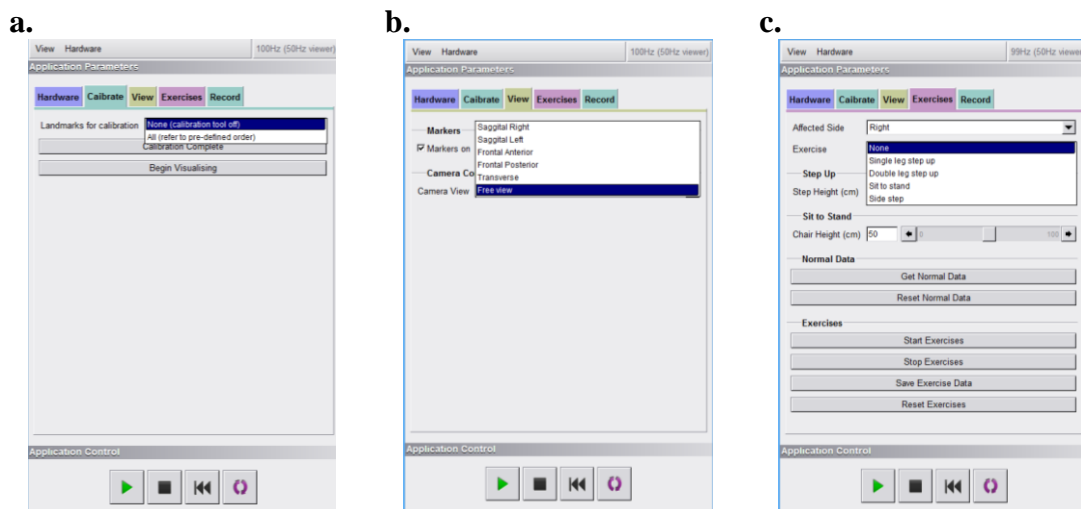 a.
View Hardware 100Hz (50Hz viewer)
Application Parameters
Hardware Caibrate View Exercises Record
Landmarks for calibration None (calibration tool off)
All (refer to pre-defined order)
Calibration Complete
Begin Visualising
Application Control
b.
View Hardware 100Hz (50Hz viewer)
Application Parameters
Hardware Caibrate View Exercises Record
Markers
Saggital Right
Saggital Left
Markers on
Frontal Anterior
Frontal Posterior
Camera Co
Transverse
Camera View Free view
Application Control
c.
View Hardware 99Hz (50Hz viewer
Application Parameters
Hardware Caibrate View Exercises Record
Affected Side Right
Exercise None
Single leg step up
Step Up
Double leg step up
Step Height (cm)
Sit to stand
Side step
Sit to Stand
Chair Height (cm) 50 0 100
Normal Data
Get Normal Data
Reset Normal Data
Exercises
Start Exercises
Stop Exercises
Save Exercise Data
Reset Exercises
Application Control